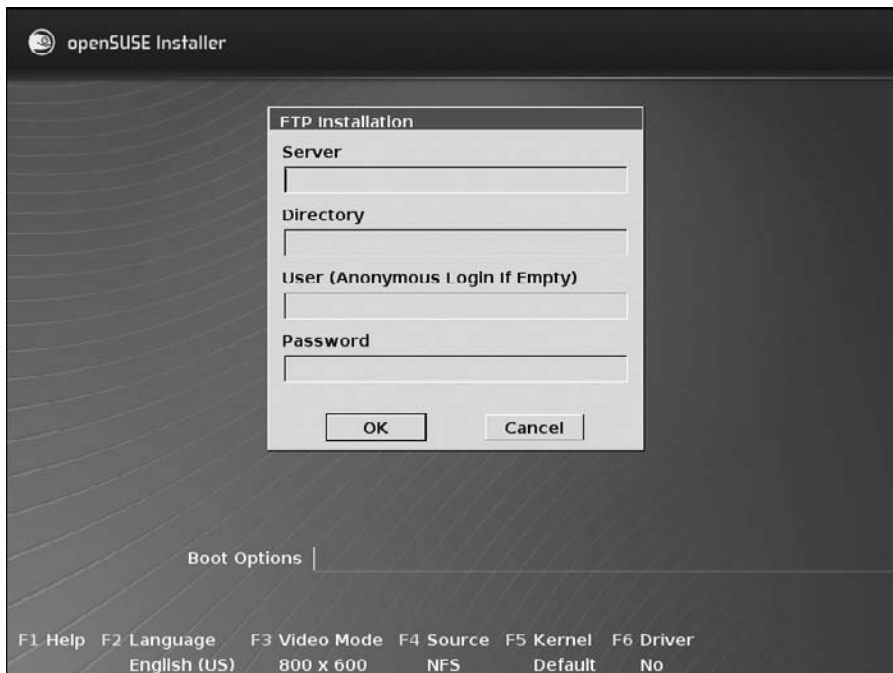 openSUSE Installer
FTP Installation
Server
Directory
User (Anonymous Login If Empty)
Password
OK Cancel
Boot Options
F1 Help F2 Language F3 Video Mode F4 Source F5 Kernel F6 Driver
English (US) 800 x 600 NFS Default No